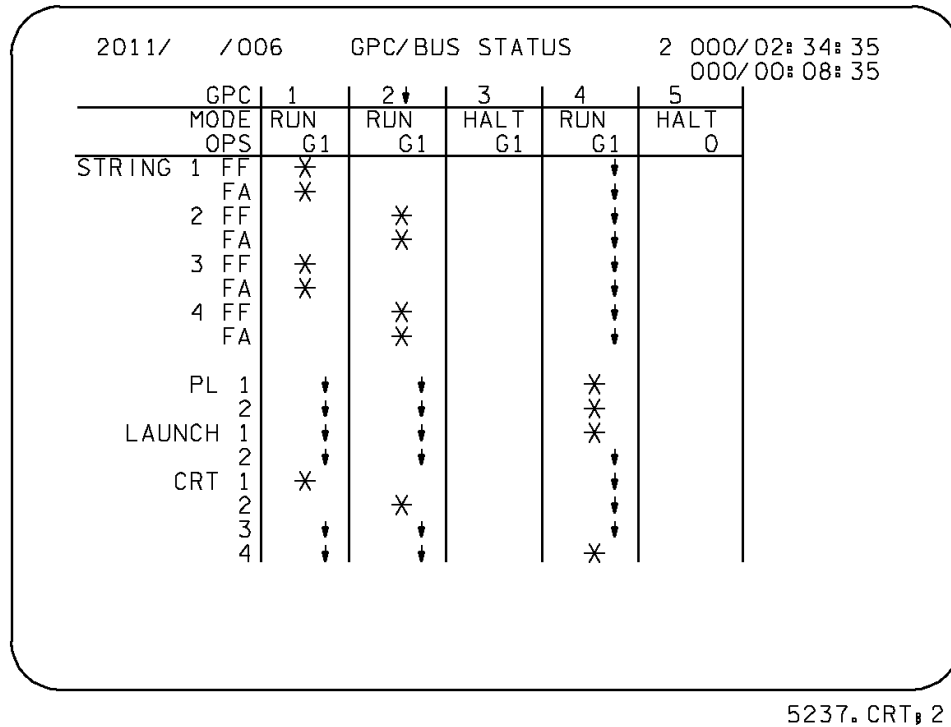 2011/ /006 GPC/BUS STATUS 2 000/02:34:35
000/00:08:35
GPC 1 2↓ 3 4 5
MODE RUN RUN HALT RUN HALT
OPS G1 G1 G1 G1 0
STRING 1 FF * ↓
FA * ↓
2 FF * ↓
FA * ↓
3 FF * ↓
FA * ↓
4 FF * ↓
FA * ↓
PL 1 ↓ ↓ *
2 ↓ ↓ *
LAUNCH 1 ↓ ↓ *
2 ↓ ↓ ↓
CRT 1 * ↓
2 * ↓
3 ↓ ↓ ↓
4 ↓ ↓ *
5237.CRT;2